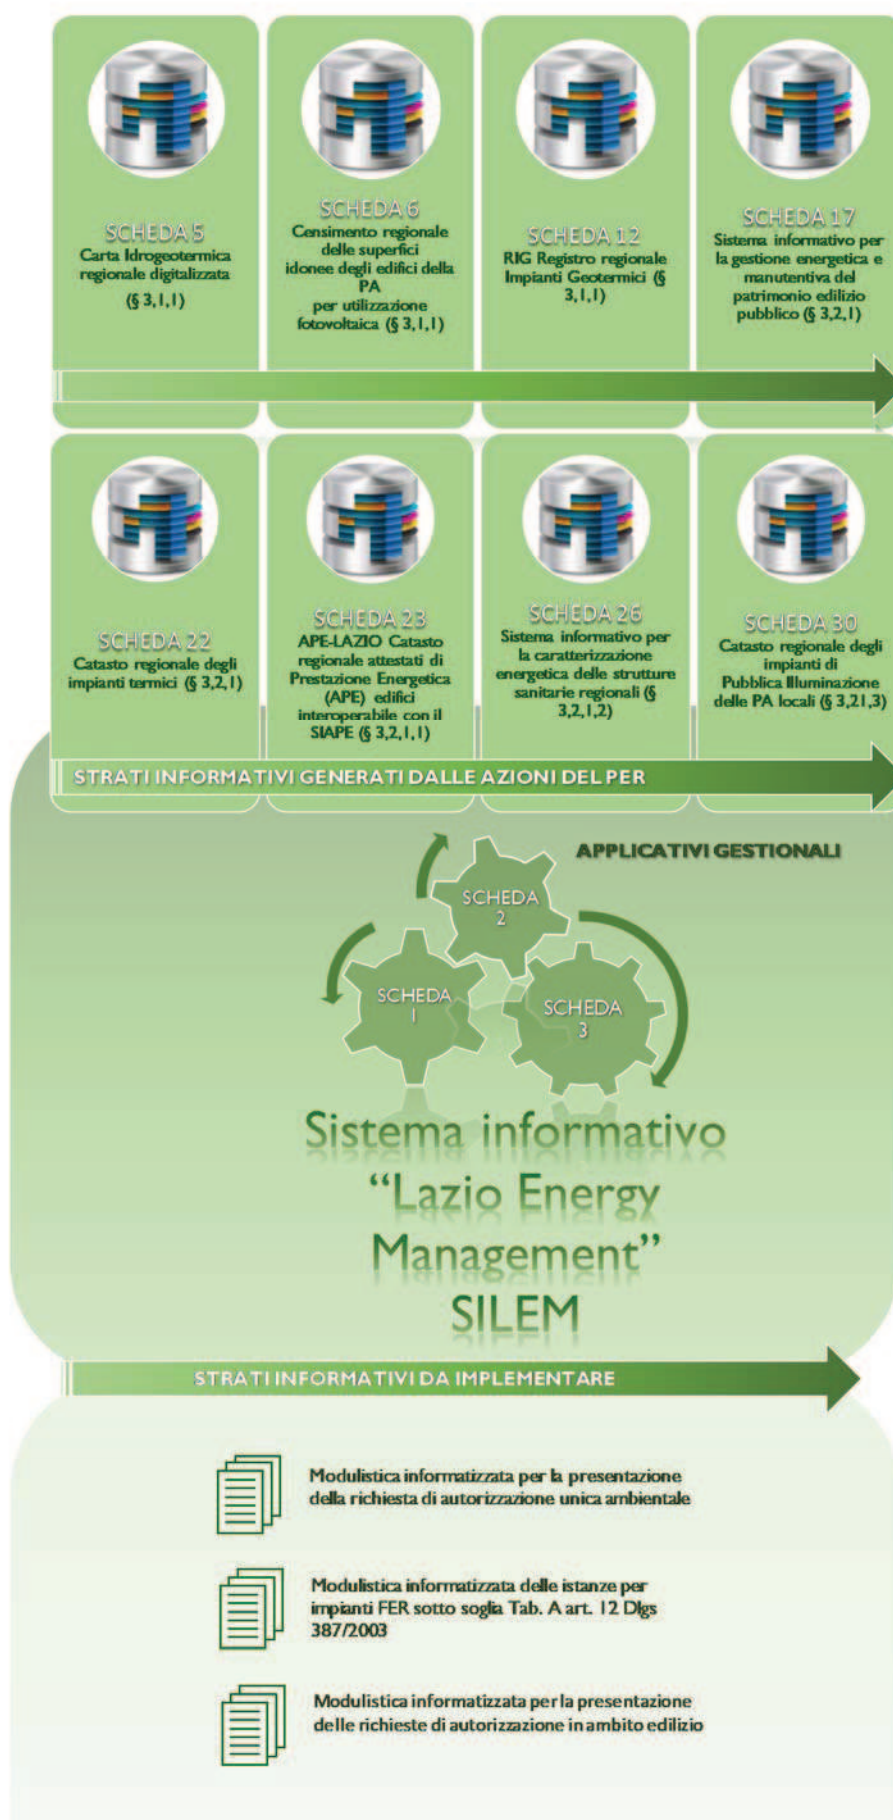 SCHEDA 5
Carta Idrogeotermica
regionale digitalizzata
(§ 3,1,1)
SCHEDA 6
Censimento regionale
delle superfici
idonee degli edifici della
PA
per utilizzazione
fotovoltaica (§ 3,1,1)
SCHEDA 12
RIG Registro regionale
Impianti Geotermici (§
3,1,1)
SCHEDA 17
Sistema informativo per
la gestione energetica e
manutentiva del
patrimonio edilizio
pubblico (§ 3,2,1)
SCHEDA 22
Catasto regionale degli
impianti termici (§ 3,2,1)
SCHEDA 23
APE-LAZIO Catasto
regionale attestati di
Prestazione Energetica
(APE) edifici
interoperabile con il
SIAPE (§ 3,2,1,1)
SCHEDA 26
Sistema informativo per
la caratterizzazione
energetica delle strutture
sanitarie regionali (§
3,2,1,2)
SCHEDA 30
Catasto regionale degli
impianti di
Pubblica Illuminazione
delle PA locali (§ 3,21,3)
STRATI INFORMATIVI GENERATI DALLE AZIONI DEL PER
APPLICATIVI GESTIONALI
SCHEDA
2
SCHEDA
1
SCHEDA
3
Sistema informativo
“Lazio Energy
Management”
SILEM
STRATI INFORMATIVI DA IMPLEMENTARE
Modulistica informatizzata per la presentazione
della richiesta di autorizzazione unica ambientale
Modulistica informatizzata delle istanze per
impianti FER sotto soglia Tab. A art. 12 Dlgs
387/2003
Modulistica informatizzata per la presentazione
delle richieste di autorizzazione in ambito edilizio